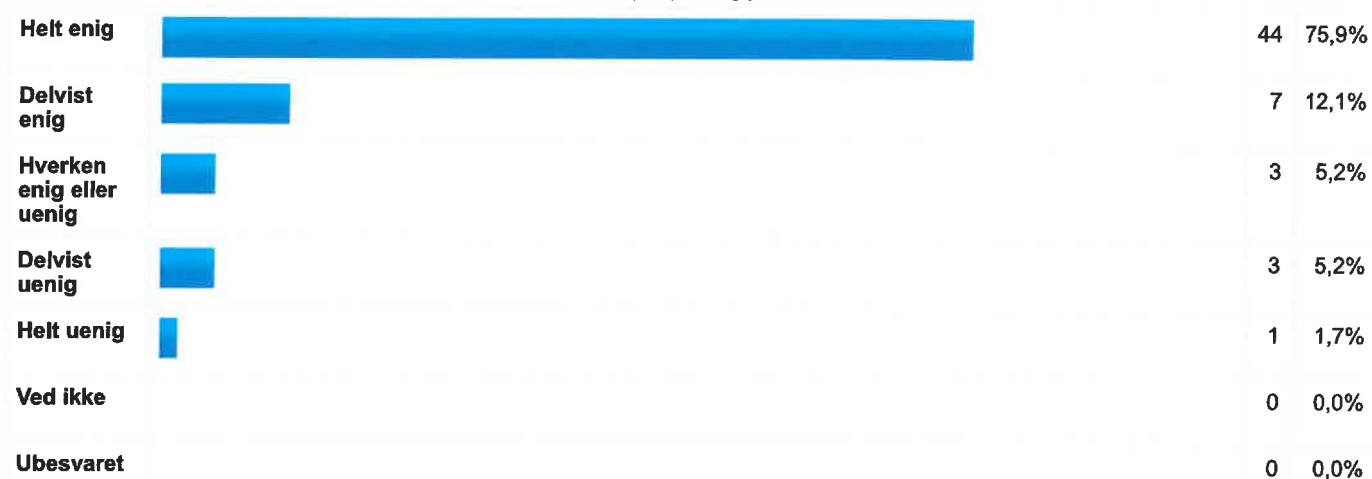 Helt enig 44 75,9%
Delvist 7 12,1%
enig
Hverken 3 5,2%
enig eller
uenig
Delvist 3 5,2%
uenig
Helt uenig 1 1,7%
Ved ikke 0 0,0%
Ubesvaret 0 0,0%